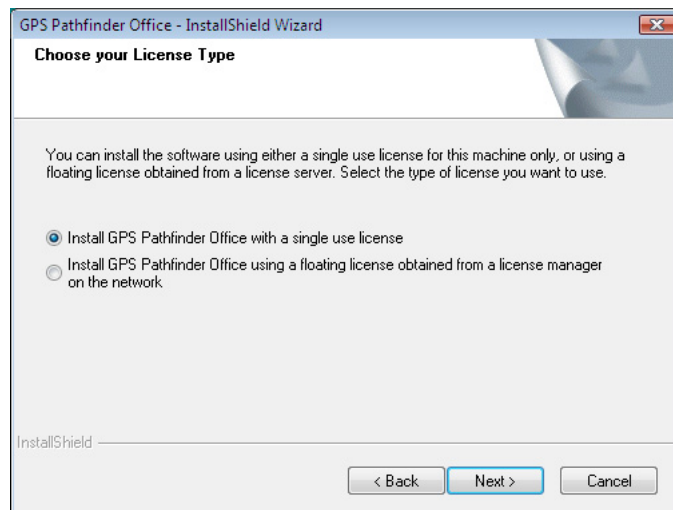 GPS Pathfinder Office - InstallShield Wizard
Choose your License Type
You can install the software using either a single use license for this machine only, or using a
floating license obtained from a license server. Select the type of license you want to use.
Install GPS Pathfinder Office with a single use license
Install GPS Pathfinder Office using a floating license obtained from a license manager
on the network
InstallShield
< Back Next > Cancel